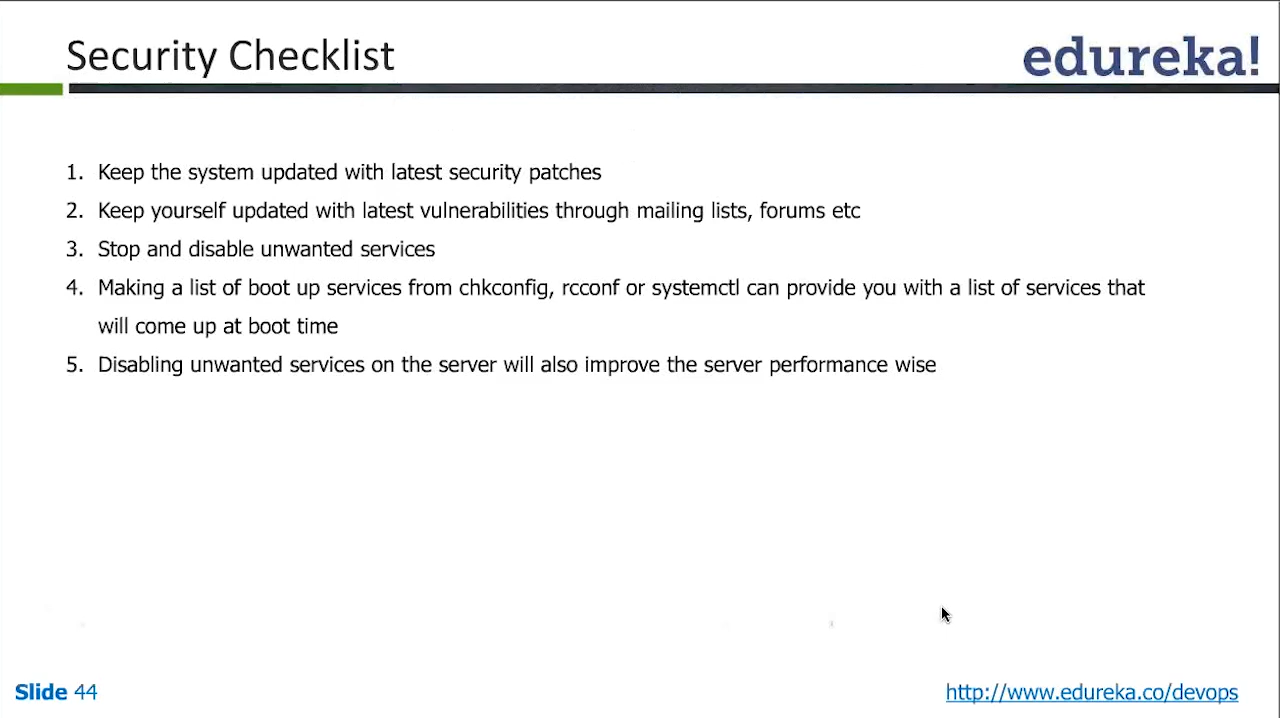 Security Checklist
edureka!
1. Keep the system updated with latest security patches
2. Keep yourself updated with latest vulnerabilities through mailing lists, forums etc
3. Stop and disable unwanted services
4. Making a list of boot up services from chkconfig, rcconf or systemctl can provide you with a list of services that
will come up at boot time
5. Disabling unwanted services on the server will also improve the server performance wise
Slide 44
http://www.edureka.co/devops